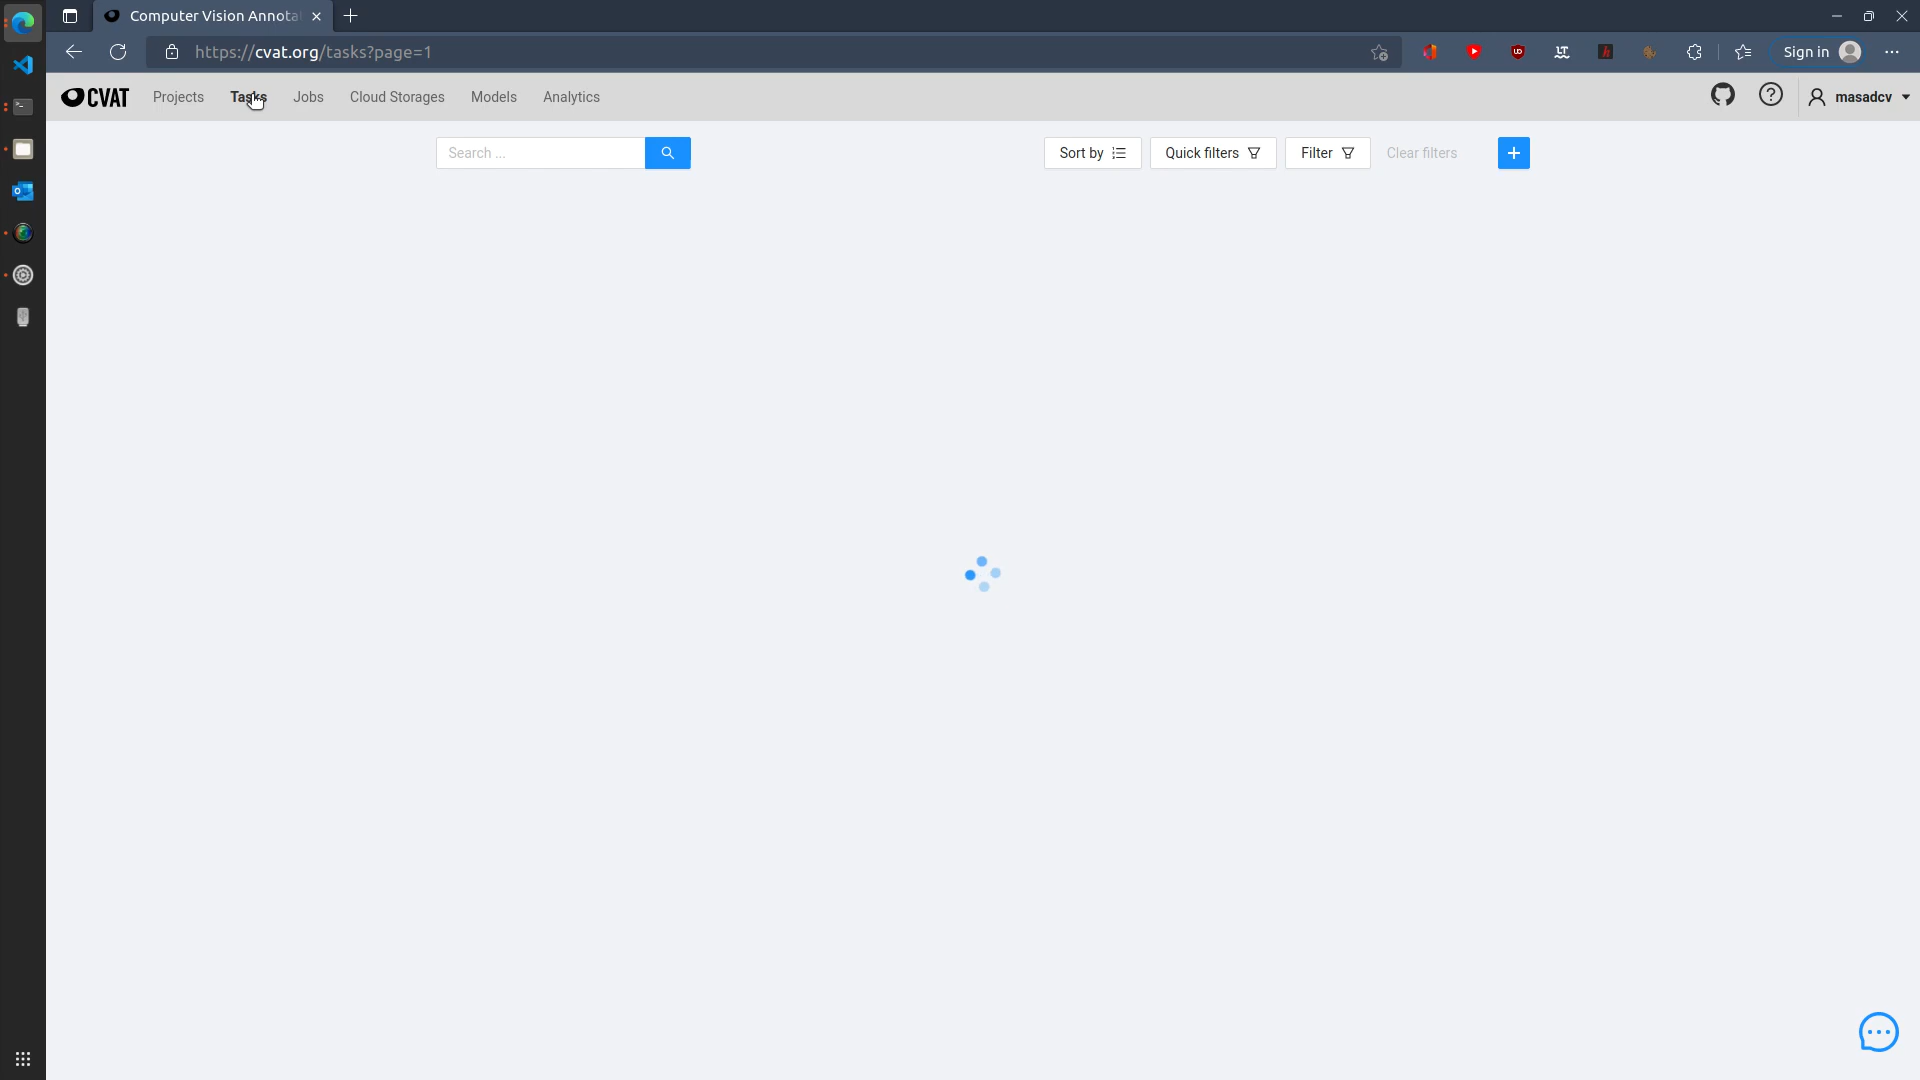 Computer Vision Annota
https://cvat.org/tasks?page=1
Sign in
CVAT Projects Tasks Jobs Cloud Storages Models Analytics masadcv
Search ... Sort by Quick filters Filter Clear filters